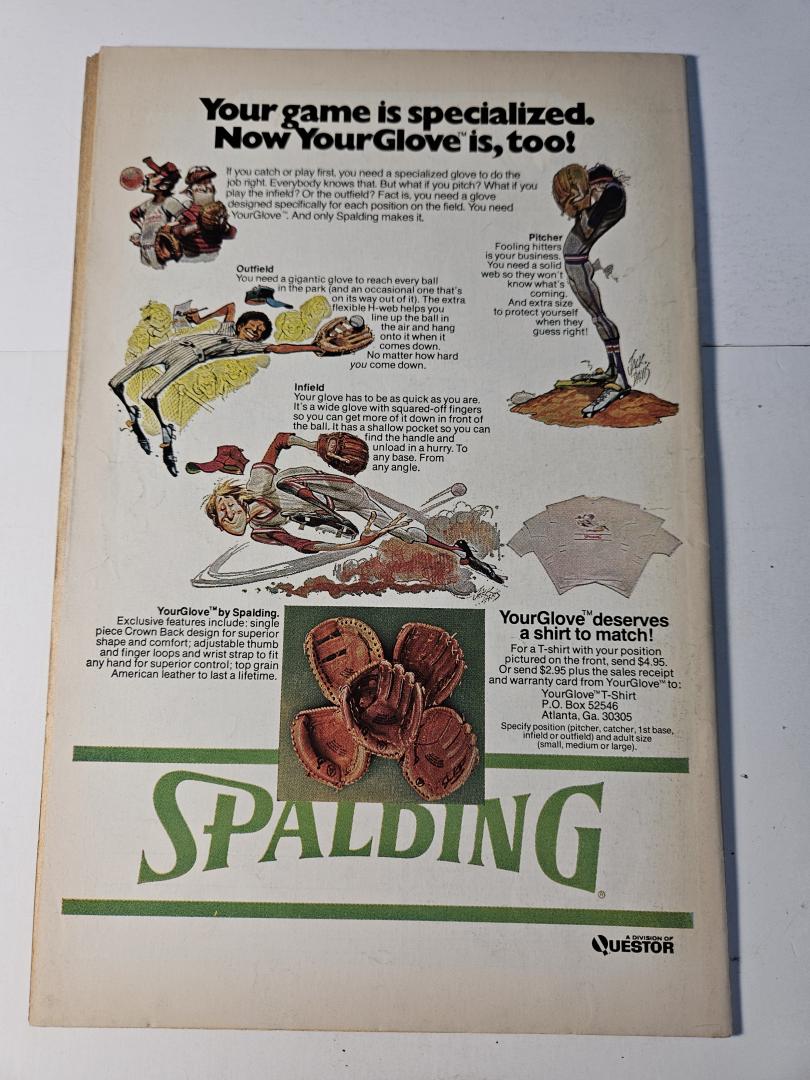 Your game is specialized.
Now YourGlove™ is, too!
If you catch or play first, you need a specialized glove to do the
job right. Everybody knows that. But what if you pitch? What if you
play the infield? Or the outfield? Fact is, you need a glove
designed specifically for each position on the field. You need
YourGlove™. And only Spalding makes it.
Pitcher
Fooling hitters
is your business.
You need a solid
web so they won't
know what's
coming.
And extra size
to protect yourself
when they
guess right!
Outfield
You need a gigantic glove to reach every ball
in the park (and an occasional one that's
on its way out of it). The extra
flexible H-web helps you
line up the ball in
the air and hang
onto it when it
comes down.
No matter how hard
you come down.
JACK
DAVIS
Infield
Your glove has to be as quick as you are.
It's a wide glove with squared-off fingers
so you can get more of it down in front of
the ball. It has a shallow pocket so you can
find the handle and
unload in a hurry. To
any base. From
any angle.
YourGlove™ by Spalding.
Exclusive features include: single
piece Crown Back design for superior
shape and comfort; adjustable thumb
and finger loops and wrist strap to fit
any hand for superior control; top grain
American leather to last a lifetime.
YourGlove™ deserves
a shirt to match!
For a T-shirt with your position
pictured on the front, send $4.95.
Or send $2.95 plus the sales receipt
and warranty card from YourGlove™ to:
YourGlove™ T-Shirt
P.O. Box 52546
Atlanta, Ga. 30305
Specify position (pitcher, catcher, 1st base,
infield or outfield) and adult size
(small, medium or large).
SPALDING®
A DIVISION OF
QUESTOR